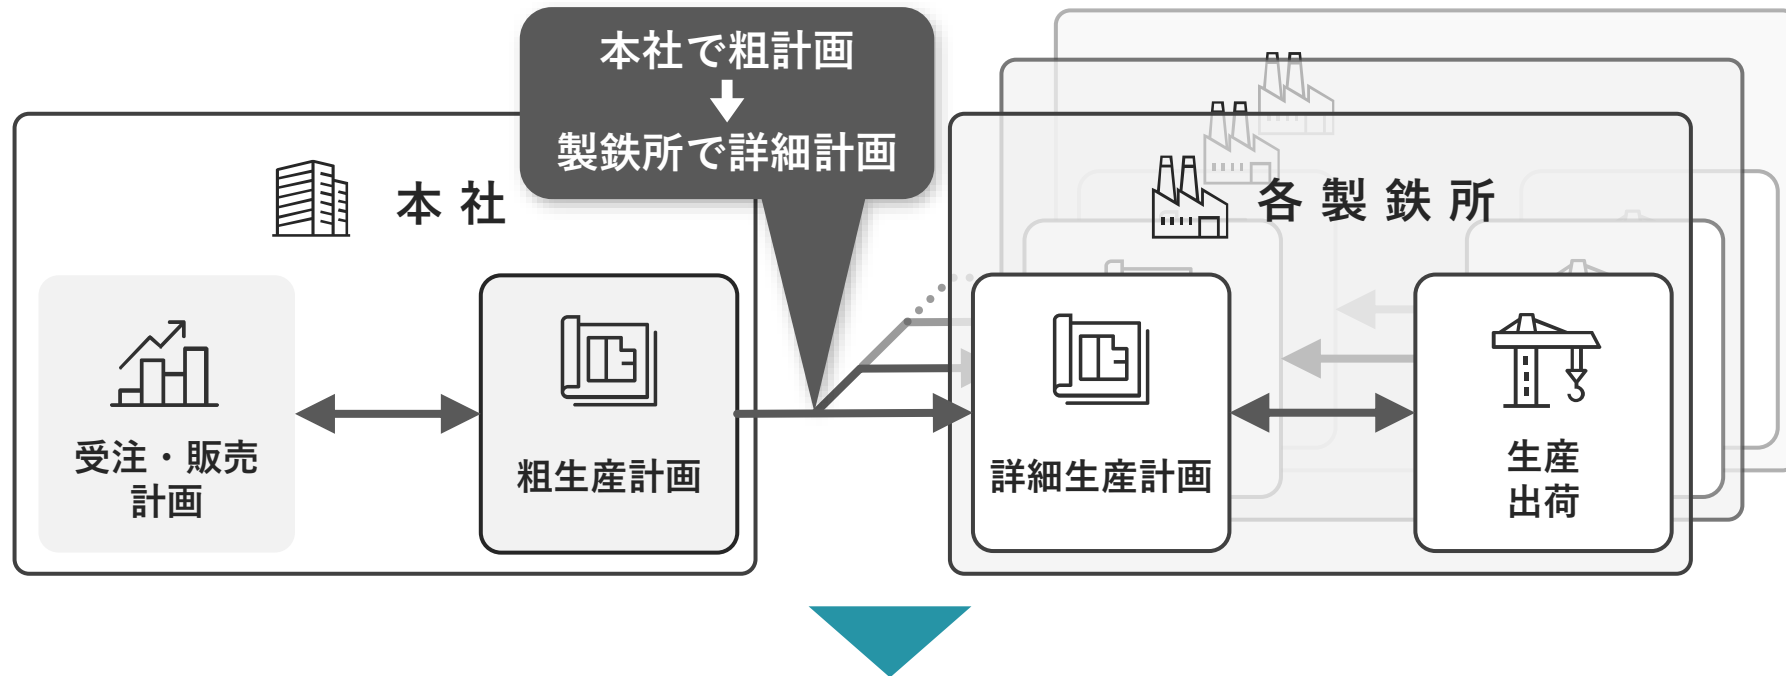 本社で粗計画
製鉄所で詳細計画
本社
各製鉄所
受注・販売
計画
粗生産計画
詳細生産計画
生産
出荷